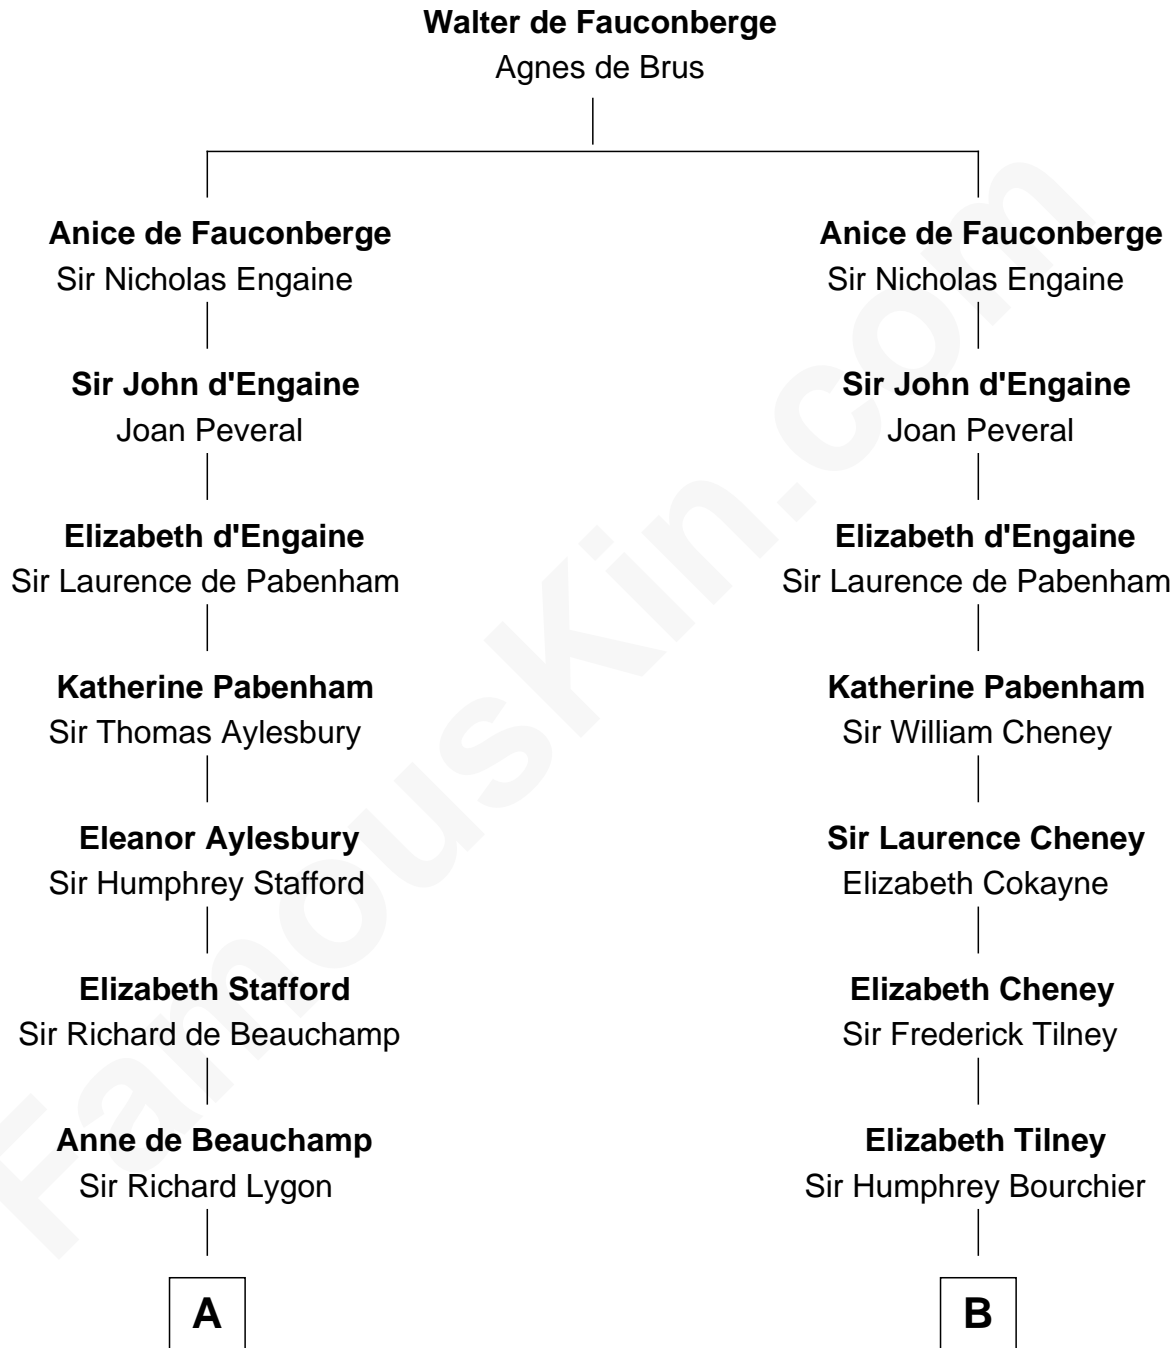 Walter de Fauconberge
Agnes de Brus
Anice de Fauconberge
Sir Nicholas Engaine
Sir John d'Engaine
Joan Peveral
Elizabeth d'Engaine
Sir Laurence de Pabenham
Katherine Pabenham
Sir Thomas Aylesbury
Eleanor Aylesbury
Sir Humphrey Stafford
Elizabeth Stafford
Sir Richard de Beauchamp
Anne de Beauchamp
Sir Richard Lygon
A
Anice de Fauconberge
Sir Nicholas Engaine
Sir John d'Engaine
Joan Peveral
Elizabeth d'Engaine
Sir Laurence de Pabenham
Katherine Pabenham
Sir William Cheney
Sir Laurence Cheney
Elizabeth Cokayne
Elizabeth Cheney
Sir Frederick Tilney
Elizabeth Tilney
Sir Humphrey Bourchier
B
FamousKin.com